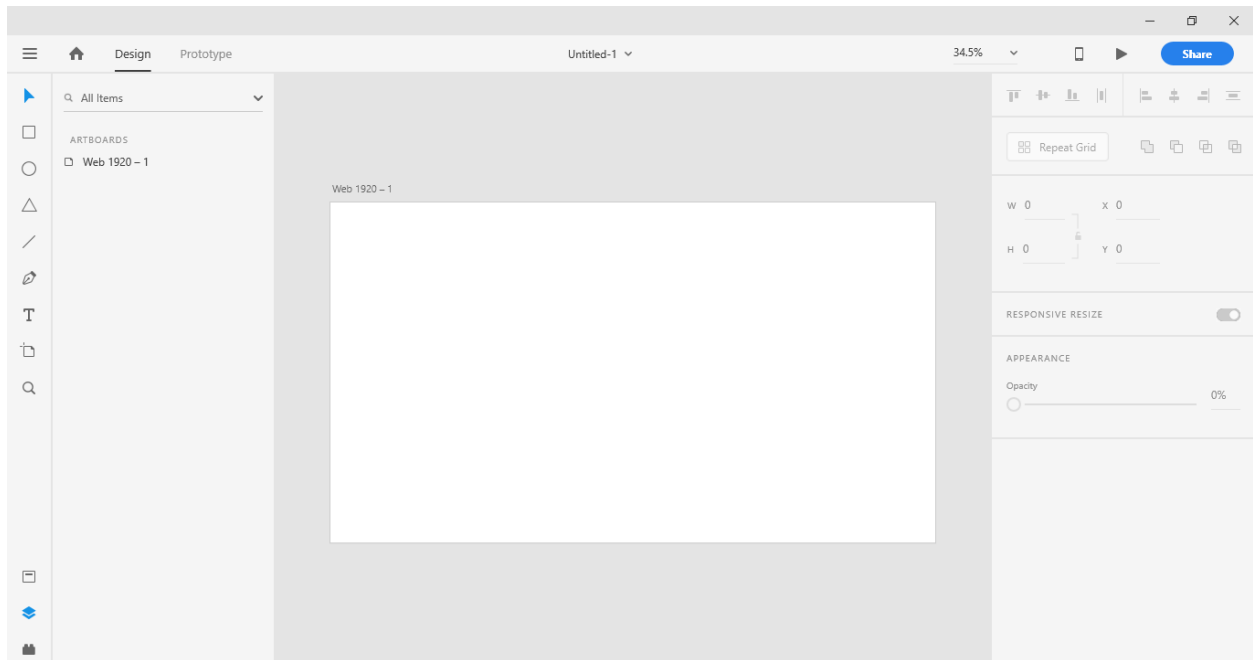 Design Prototype Untitled-1 34.5% Share
All Items
ARTBOARDS
Web 1920 – 1
Web 1920 – 1
Repeat Grid
W 0 X 0
H 0 Y 0
RESPONSIVE RESIZE
APPEARANCE
Opacity
0%